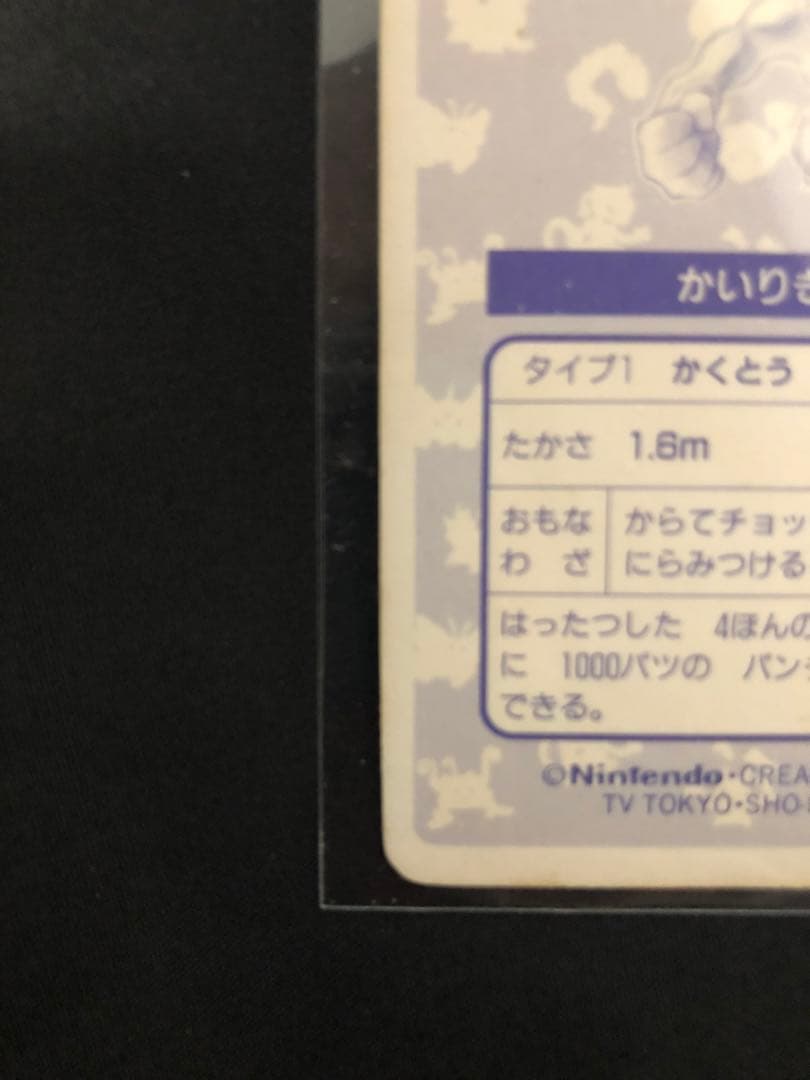 かいりき
タイプ1 かくとう
たかさ 1.6m
おもな
わ ざ
からてチョッ
にらみつける
はったつした 4ほんの
に 1000パツの パン
できる。
©Nintendo・CREA
TV TOKYO・SHO